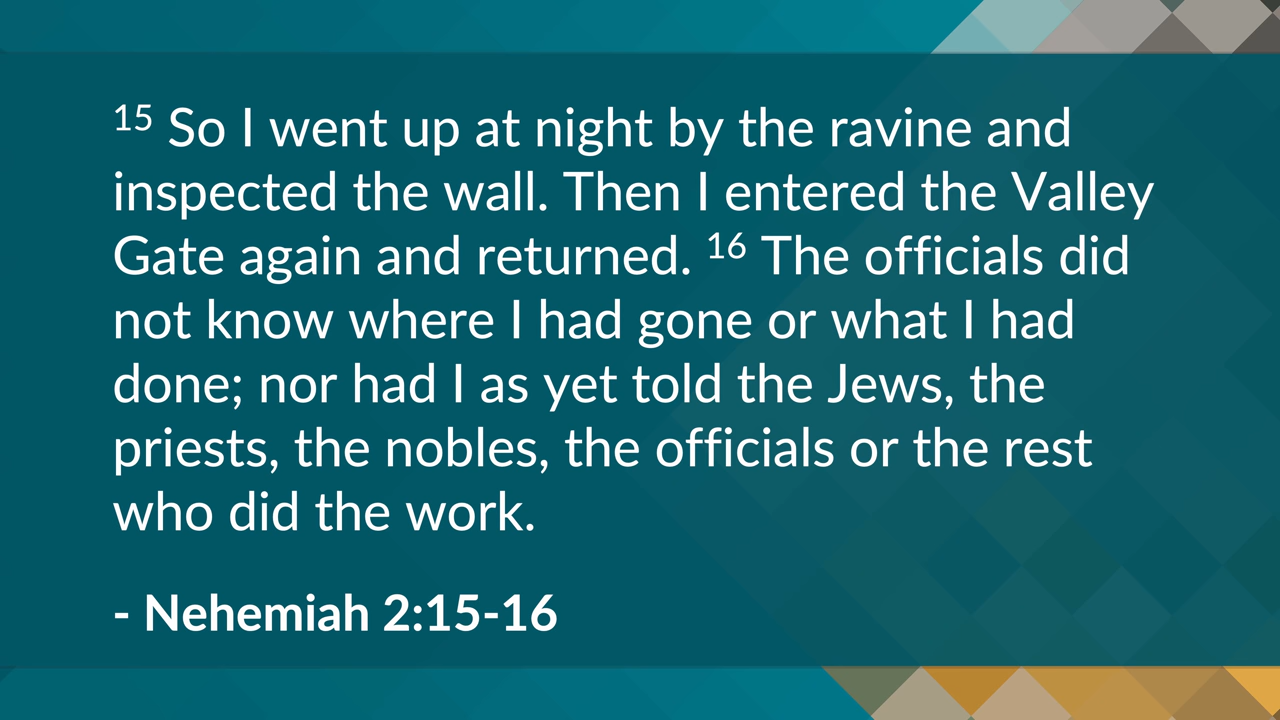 15 So I went up at night by the ravine and
inspected the wall. Then I entered the Valley
Gate again and returned. 16 The officials did
not know where I had gone or what I had
done; nor had I as yet told the Jews, the
priests, the nobles, the officials or the rest
who did the work.
- Nehemiah 2:15-16